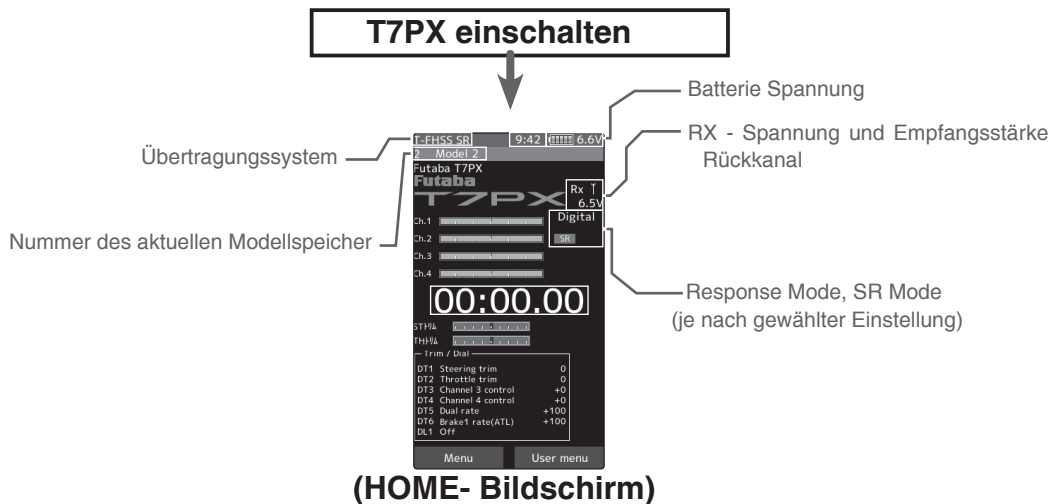 T7PX einschalten
Batterie Spannung
RX - Spannung und Empfangsstärke
Rückkanal
Übertragungssystem
Nummer des aktuellen Modellspeicher
Response Mode, SR Mode
(je nach gewählter Einstellung)
T-FHSS SR 9:42 6.6V
2 Model 2
Futaba T7PX
Futaba
T7PX
Rx
6.5V
Digital
SR
Ch.1
Ch.2
Ch.3
Ch.4
00:00.00
Trim / Dial
DT1 Steering trim 0
DT2 Throttle trim 0
DT3 Channel 3 control +0
DT4 Channel 4 control +0
DT5 Dual rate +100
DT6 Brake1 rate(ATL) +100
DL1 Off
Menu User menu
(HOME- Bildschirm)